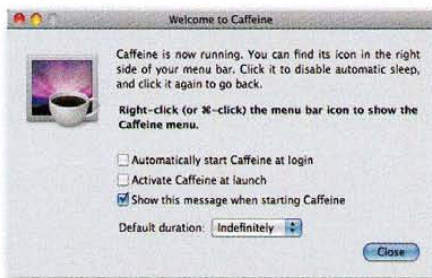 Welcome to Caffeine
Caffeine is now running. You can find its icon in the right
side of your menu bar. Click it to disable automatic sleep,
and click it again to go back.
Right-click (or ⌘-click) the menu bar icon to show the
Caffeine menu.
Automatically start Caffeine at login
Activate Caffeine at launch
Show this message when starting Caffeine
Default duration: Indefinitely
Close